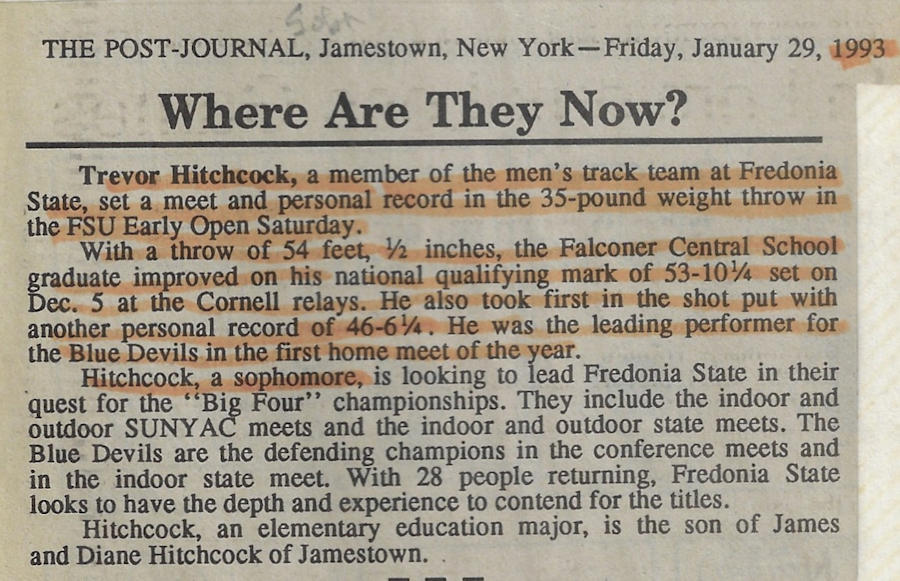 THE POST-JOURNAL, Jamestown, New York—Friday, January 29, 1993
Where Are They Now?
Trevor Hitchcock, a member of the men's track team at Fredonia
State, set a meet and personal record in the 35-pound weight throw in
the FSU Early Open Saturday.
With a throw of 54 feet, ½ inches, the Falconer Central School
graduate improved on his national qualifying mark of 53-10¼ set on
Dec. 5 at the Cornell relays. He also took first in the shot put with
another personal record of 46-6¼. He was the leading performer for
the Blue Devils in the first home meet of the year.
Hitchcock, a sophomore, is looking to lead Fredonia State in their
quest for the "Big Four" championships. They include the indoor and
outdoor SUNYAC meets and the indoor and outdoor state meets. The
Blue Devils are the defending champions in the conference meets and
in the indoor state meet. With 28 people returning, Fredonia State
looks to have the depth and experience to contend for the titles.
Hitchcock, an elementary education major, is the son of James
and Diane Hitchcock of Jamestown.